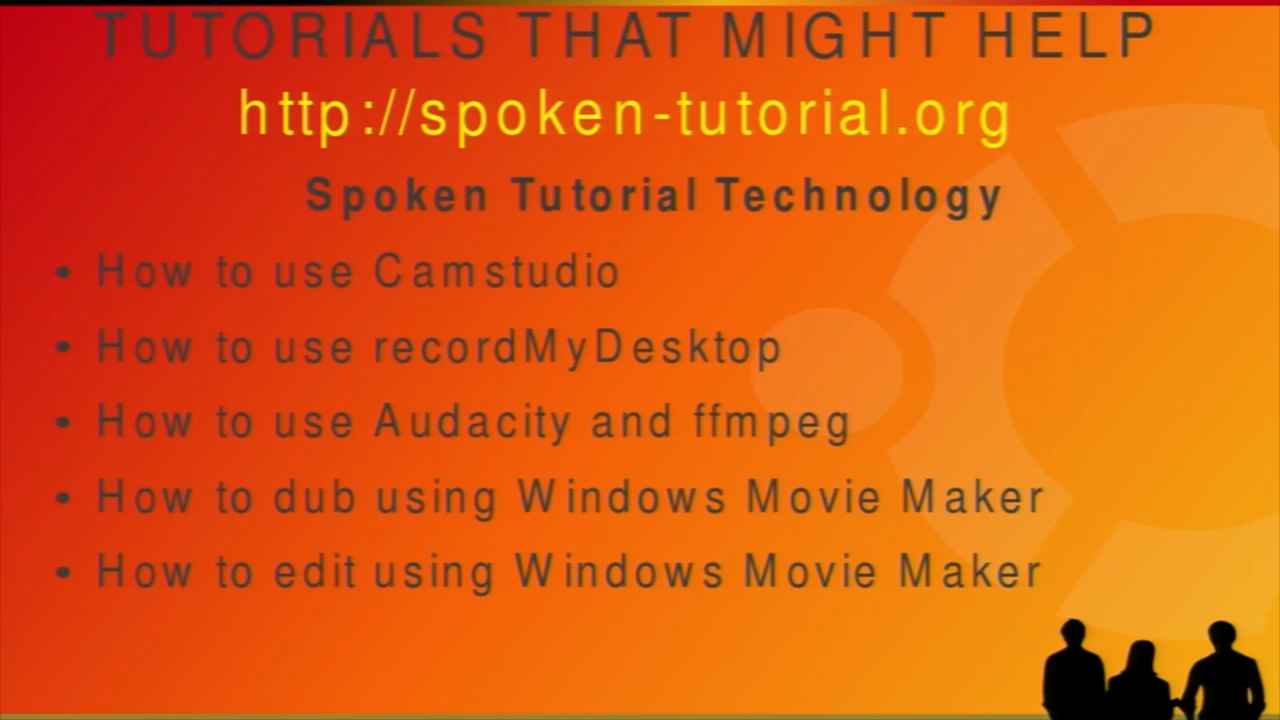 TUTORIALS THAT MIGHT HELP
http://spoken-tutorial.org
Spoken Tutorial Technology
• How to use Camstudio
• How to use recordMyDesktop
• How to use Audacity and ffmpeg
• How to dub using Windows Movie Maker
• How to edit using Windows Movie Maker